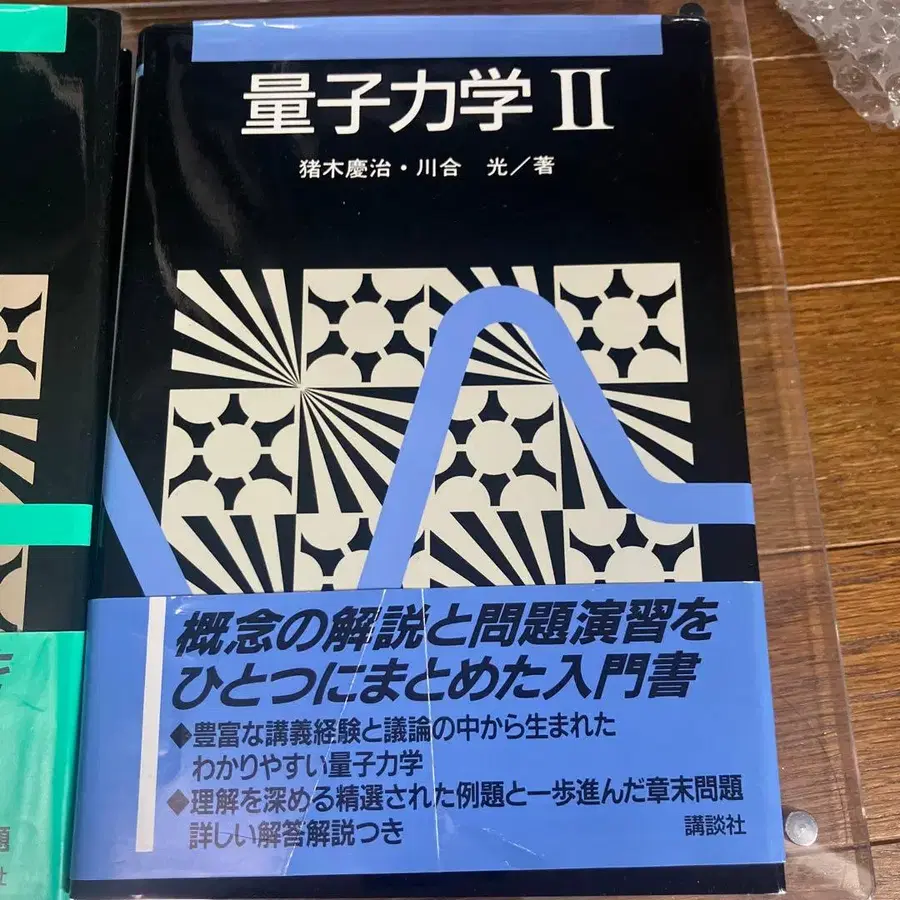 量子力学 II
猪木慶治・川合 光/著
概念の解説と問題演習を
ひとつにまとめた入門書
◆豊富な講義経験と議論の中から生まれた
わかりやすい量子力学
◆理解を深める精選された例題と一歩進んだ章末問題
詳しい解答解説つき
講談社
を
題
社